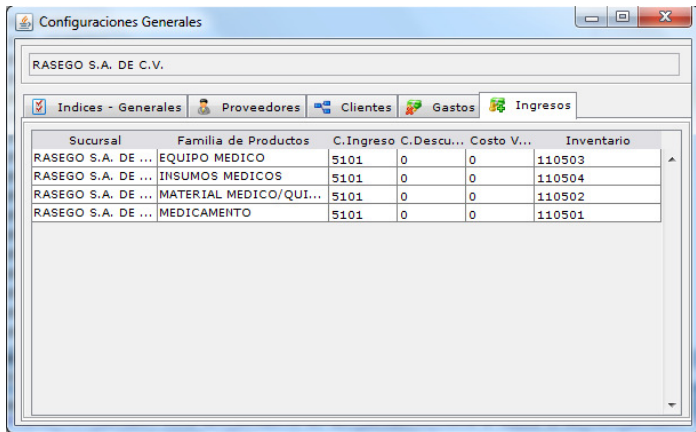 Configuraciones Generales
RASEGO S.A. DE C.V.
Indices - Generales Proveedores Clientes Gastos Ingresos
Sucursal Familia de Productos C.Ingreso C.Descu... Costo V... Inventario
RASEGO S.A. DE ... EQUIPO MEDICO 5101 0 0 110503
RASEGO S.A. DE ... INSUMOS MEDICOS 5101 0 0 110504
RASEGO S.A. DE ... MATERIAL MEDICO/QUI... 5101 0 0 110502
RASEGO S.A. DE ... MEDICAMENTO 5101 0 0 110501